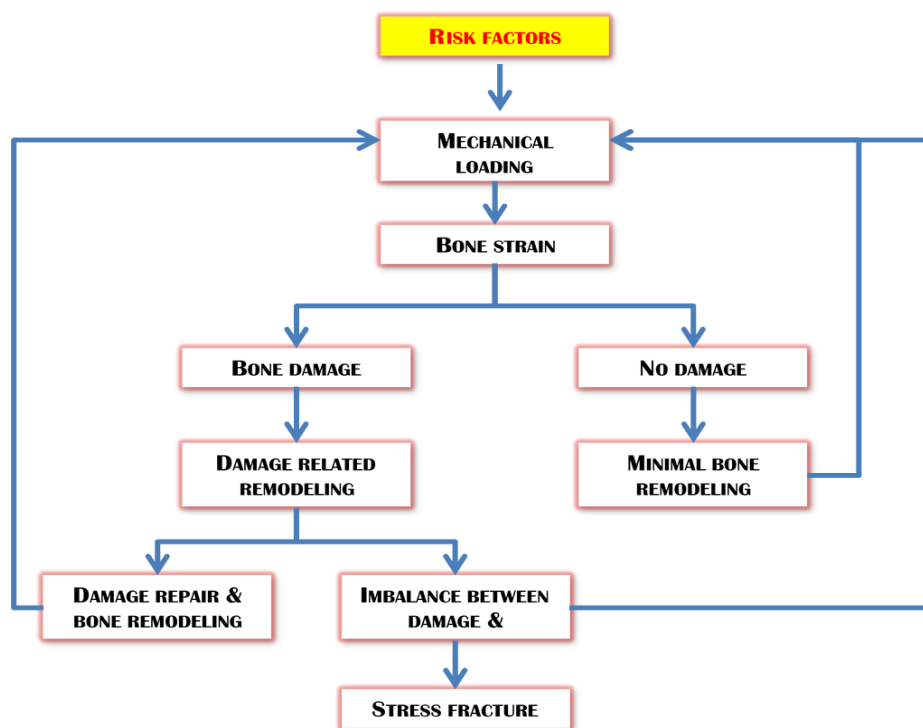 RISK FACTORS
MECHANICAL
LOADING
BONE STRAIN
BONE DAMAGE
NO DAMAGE
DAMAGE RELATED
REMODELING
MINIMAL BONE
REMODELING
DAMAGE REPAIR &
BONE REMODELING
IMBALANCE BETWEEN
DAMAGE &
STRESS FRACTURE